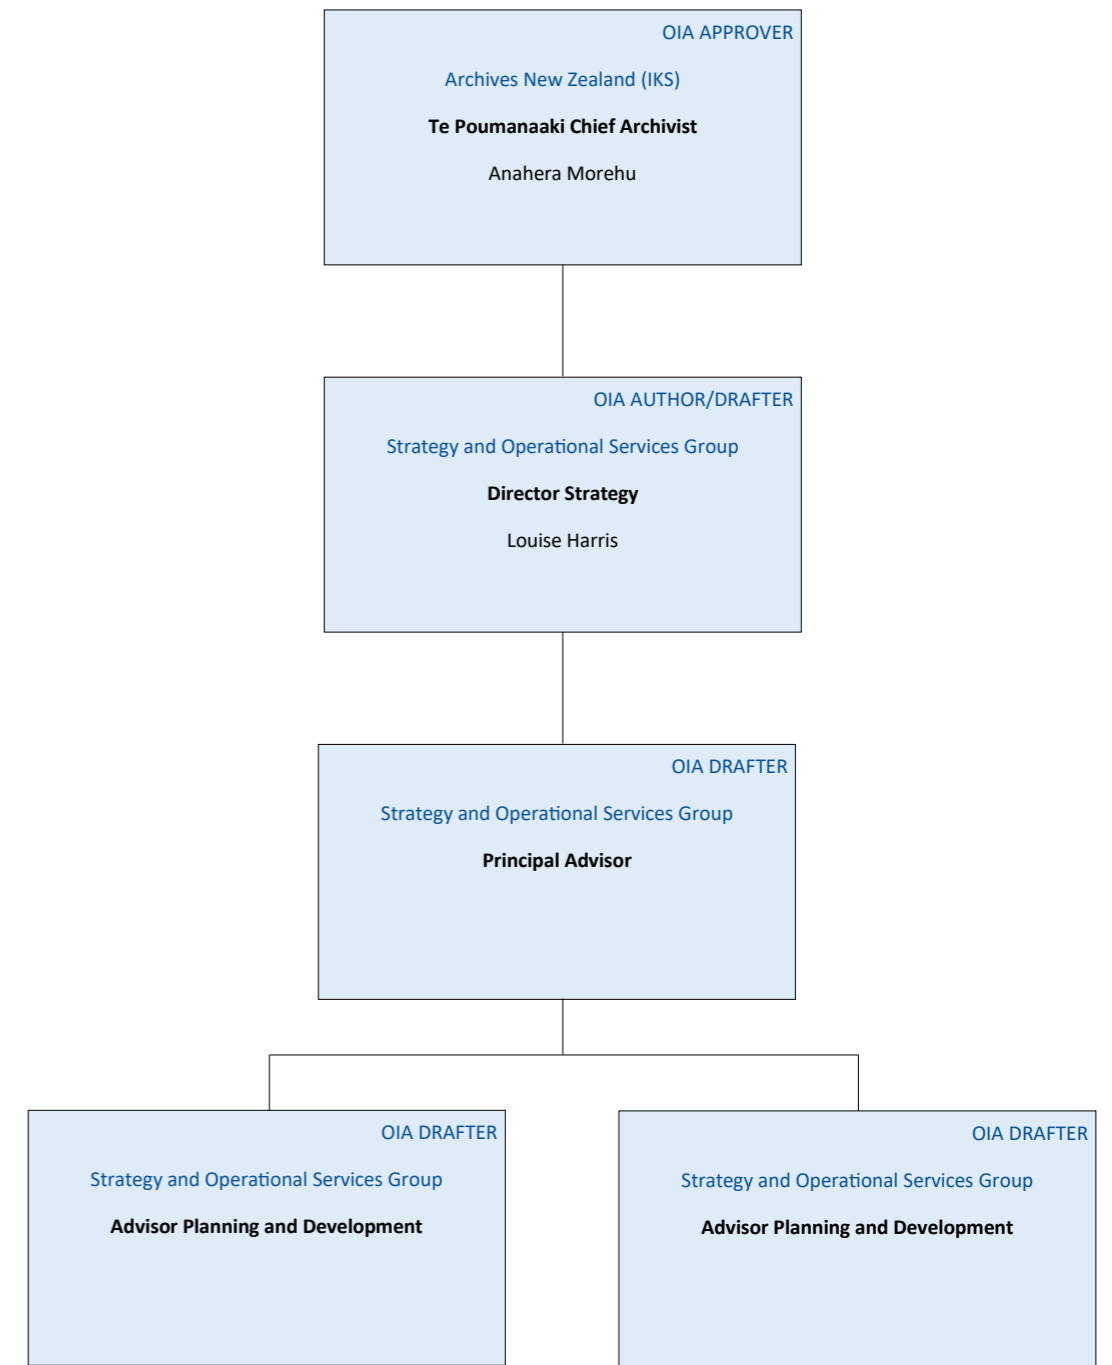 OIA APPROVER
Archives New Zealand (IKS)
Te Poumanaaki Chief Archivist
Anahera Morehu
OIA AUTHOR/DRAFTER
Strategy and Operational Services Group
Director Strategy
Louise Harris
OIA DRAFTER
Strategy and Operational Services Group
Principal Advisor
OIA DRAFTER
Strategy and Operational Services Group
Advisor Planning and Development
OIA DRAFTER
Strategy and Operational Services Group
Advisor Planning and Development